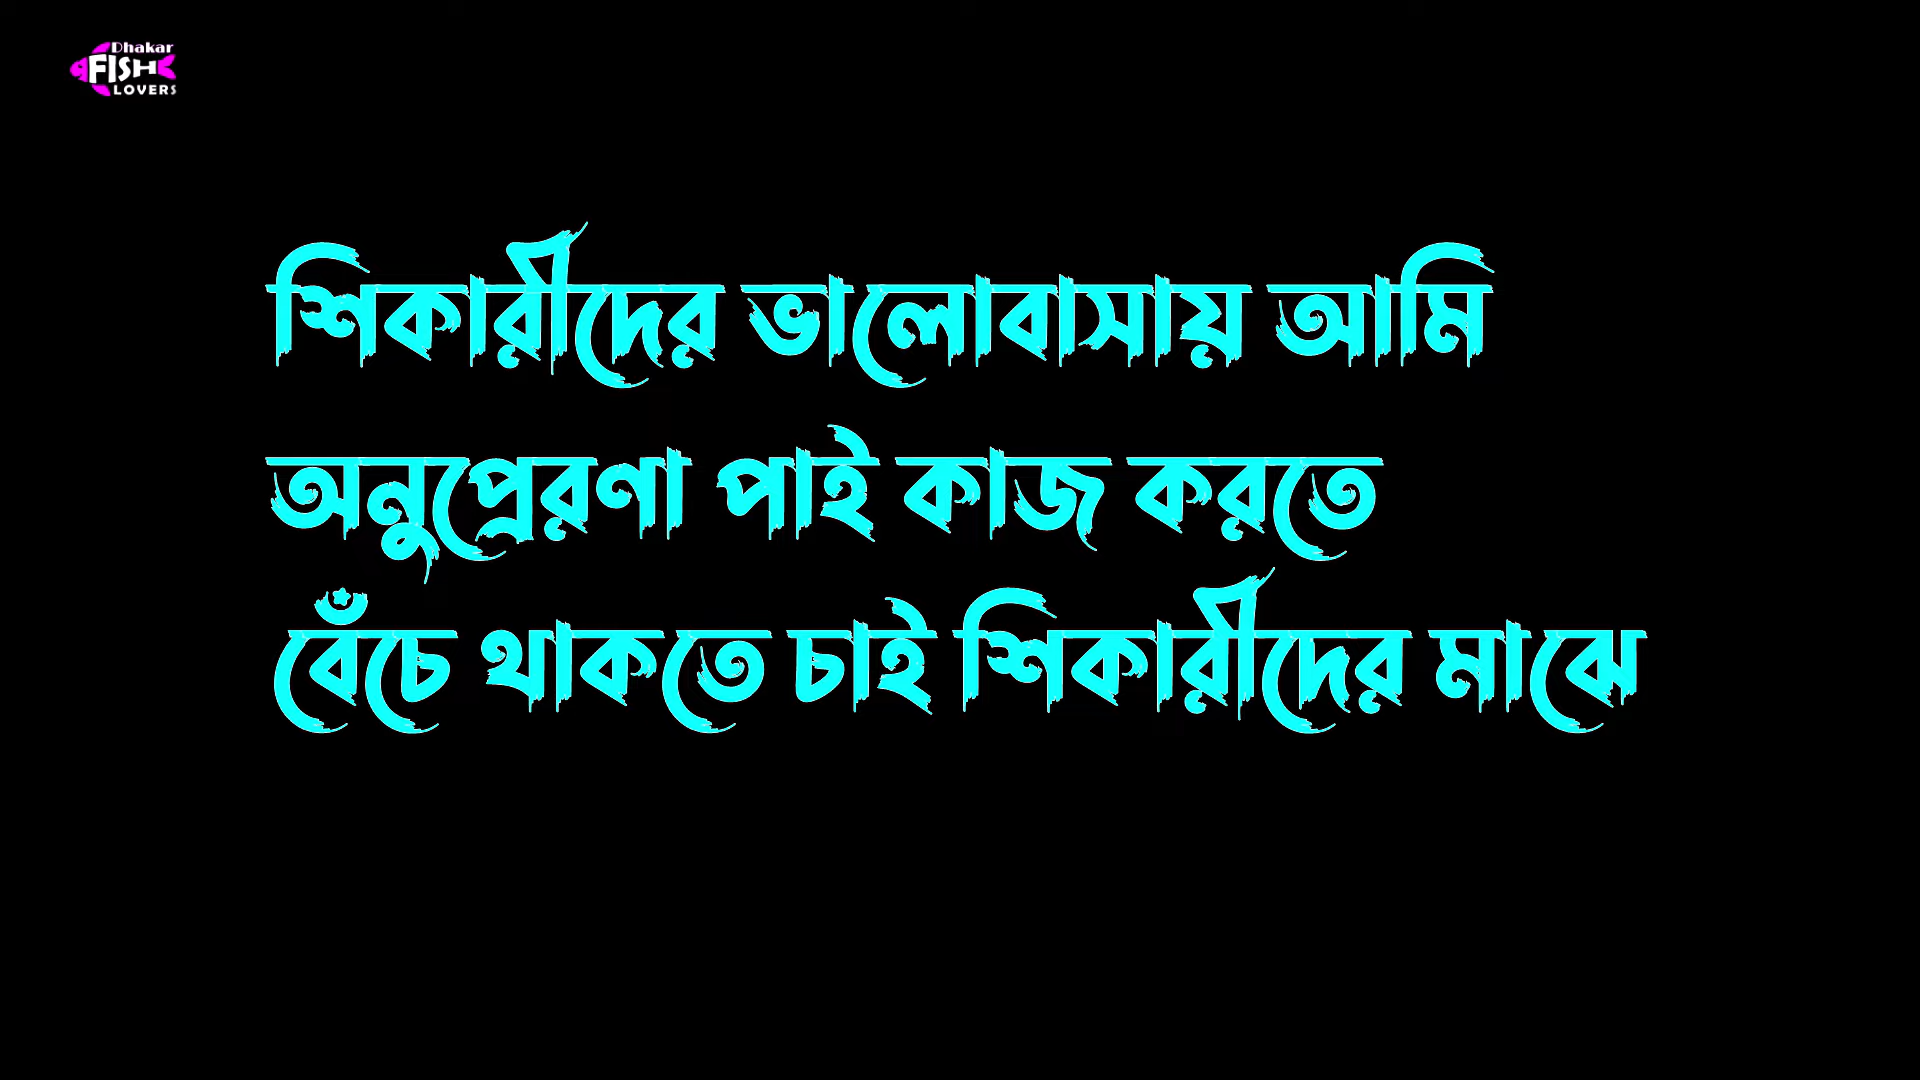 Dhakar
FISH
LOVERS
শিকারীদের ভালোবাসায় আমি
অনুপ্রেরণা পাই কাজ করতে
বেঁচে থাকতে চাই শিকারীদের মাঝে